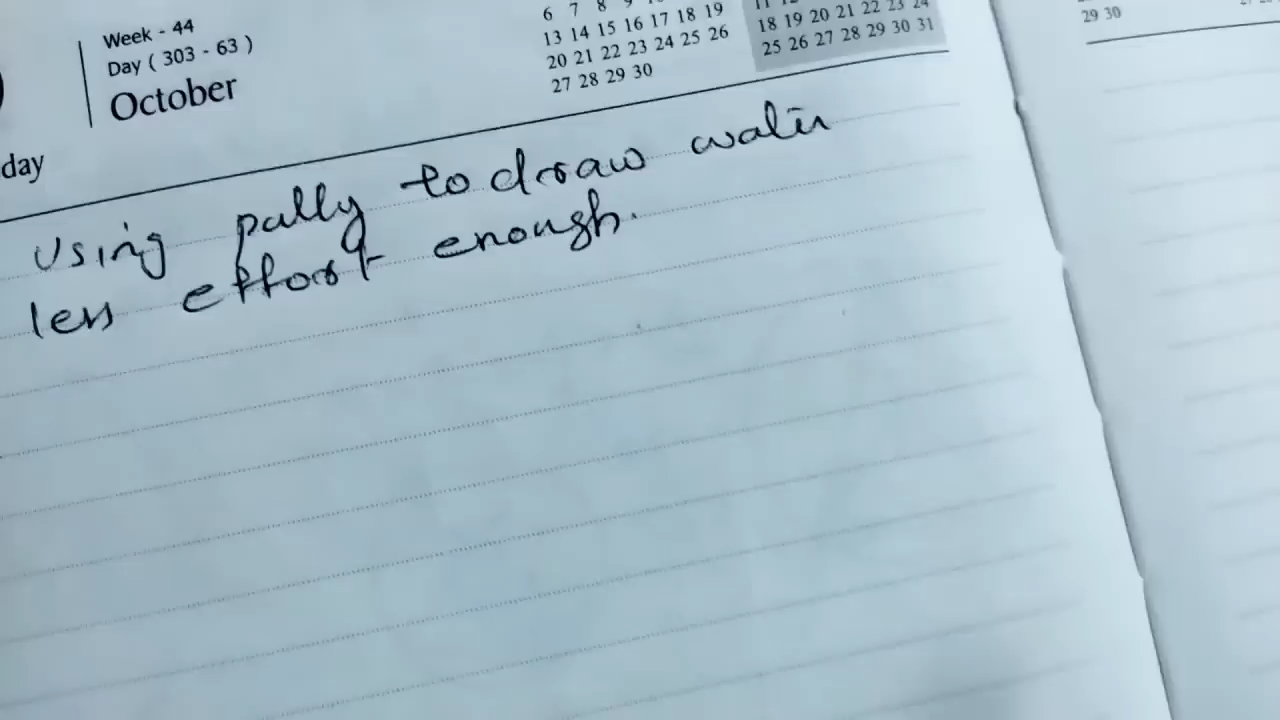 Week - 44
Day ( 303 - 63 )
October
day
6 7 8 9
13 14 15 16 17 18 19
20 21 22 23 24 25 26
27 28 29 30
18 19 20 21 22 23 24
25 26 27 28 29 30 31
29 30
Using pully to draw water
less effort enough.